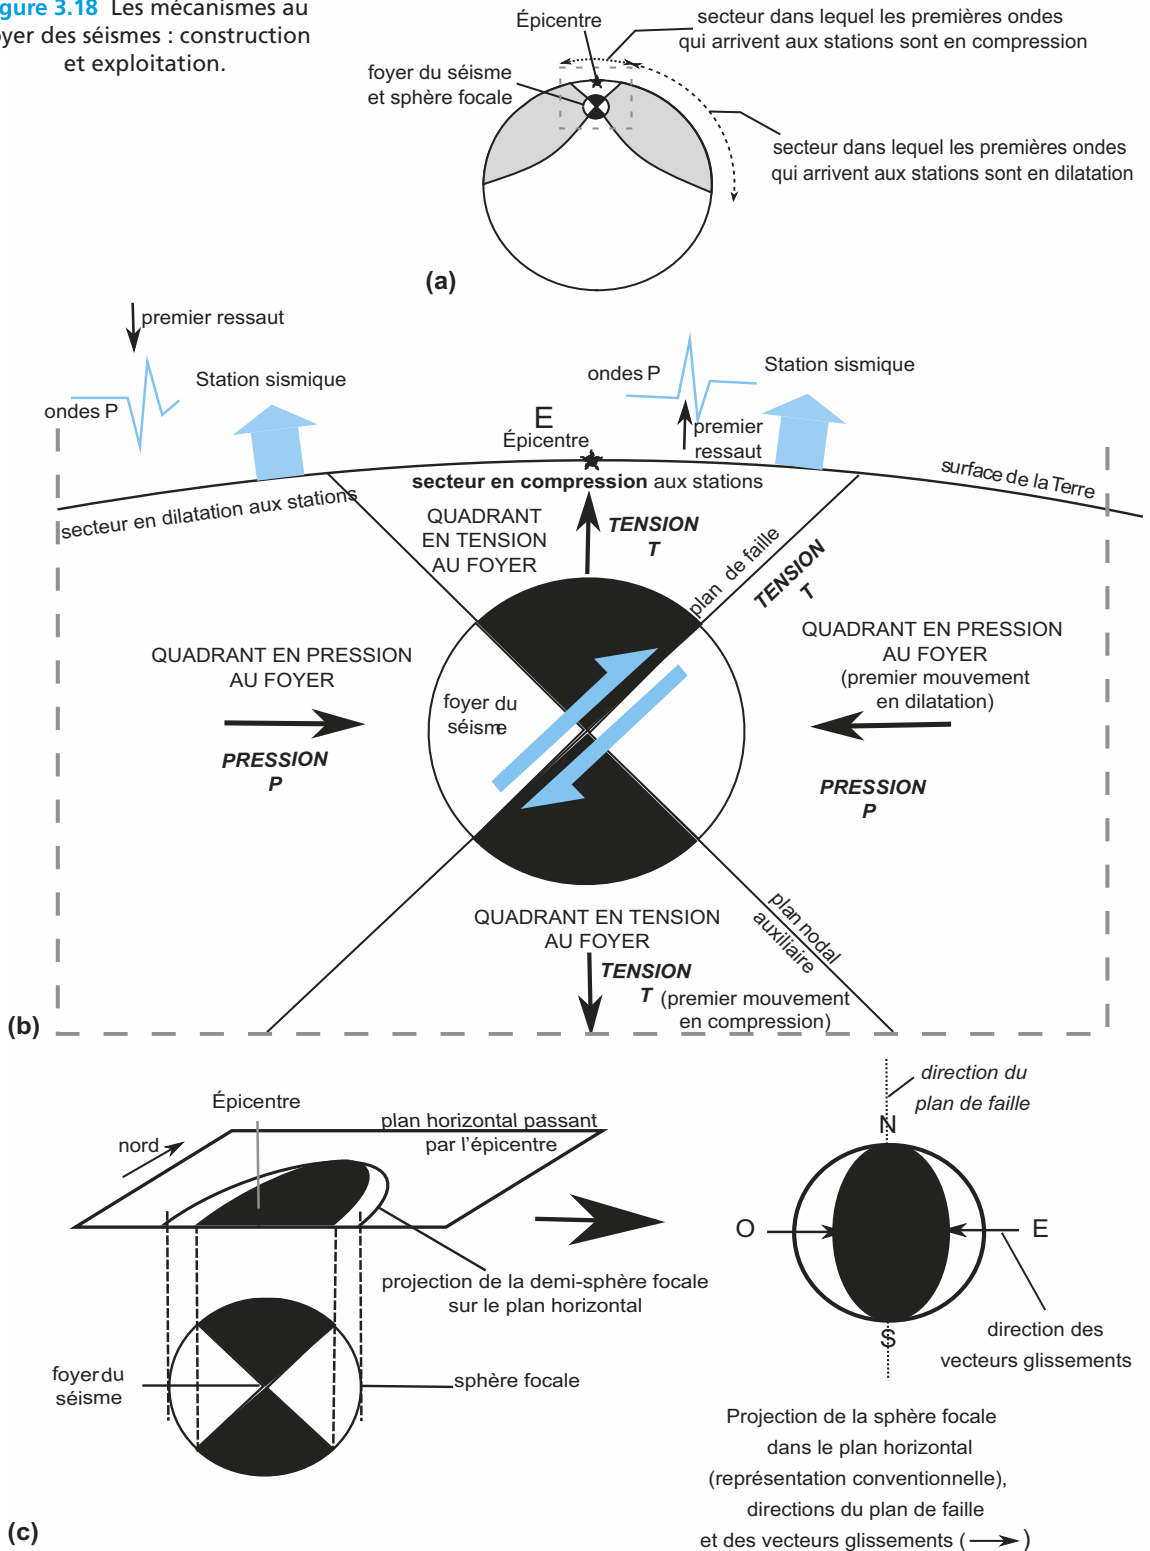 gure 3.18 Les mécanismes au
oyer des séismes : construction
et exploitation.
Épicentre
secteur dans lequel les premières ondes
qui arrivent aux stations sont en compression
foyer du séisme
et sphère focale
secteur dans lequel les premières ondes
qui arrivent aux stations sont en dilatation
(a)
premier ressaut
Station sismique
ondes P
ondes P
Station sismique
premier
ressaut
E
Épicentre
surface de la Terre
secteur en dilatation aux stations
secteur en compression aux stations
QUADRANT
EN TENSION
AU FOYER
TENSION
T
plan de faille
TENSION
T
QUADRANT EN PRESSION
AU FOYER
QUADRANT EN PRESSION
AU FOYER
(premier mouvement
en dilatation)
foyer du
séisme
PRESSION
P
PRESSION
P
QUADRANT EN TENSION
AU FOYER
TENSION
T (premier mouvement
en compression)
plan nodal
auxiliaire
(b)
Épicentre
nord
plan horizontal passant
par l'épicentre
direction du
plan de faille
N
O
E
S
projection de la demi-sphère focale
sur le plan horizontal
direction des
vecteurs glissements
foyer du
séisme
sphère focale
Projection de la sphère focale
dans le plan horizontal
(représentation conventionnelle),
directions du plan de faille
et des vecteurs glissements ( )
(c)